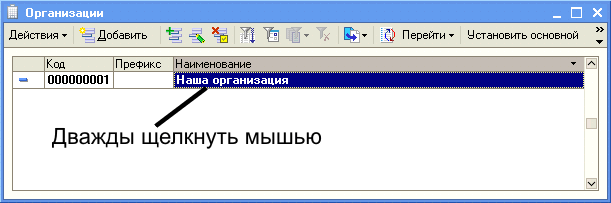 Организации
Действия Добавить Перейти Установить основной »
Код Префикс Наименование
000000001 Наша организация
Дважды щелкнуть мышью